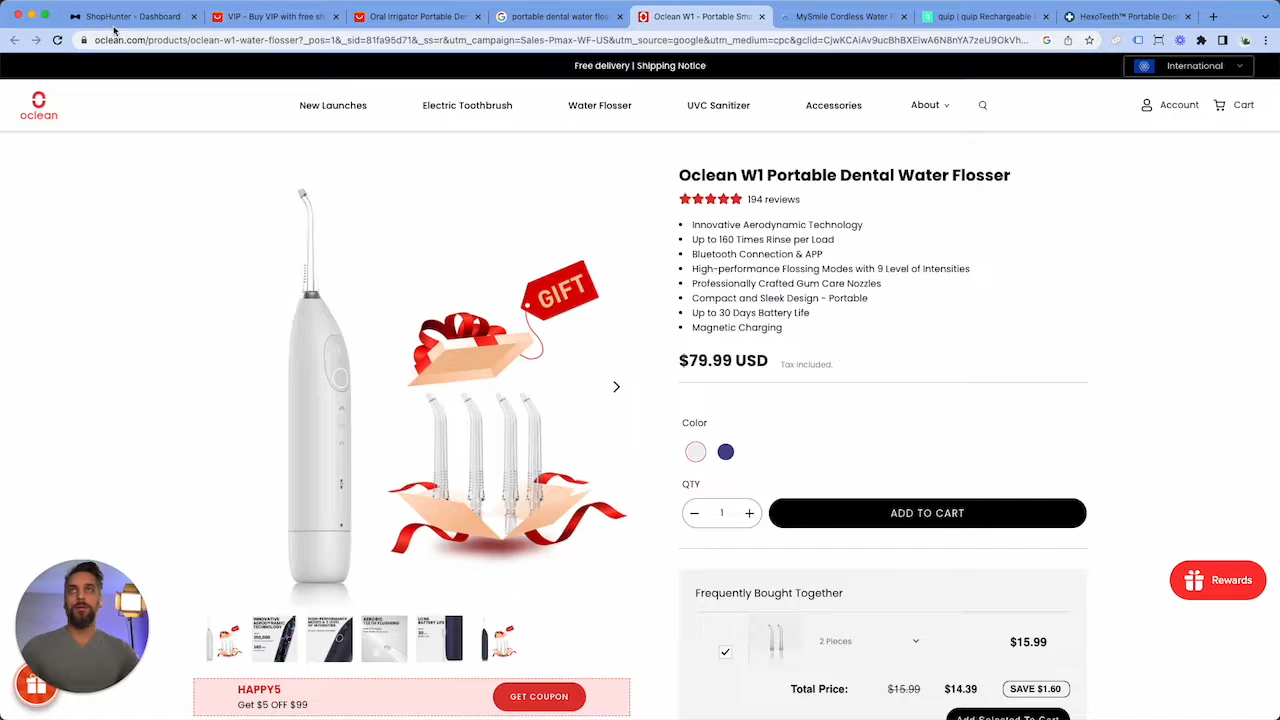 ShopHunter - Dashboard
VIP - Buy VIP with free sh
Oral Irrigator Portable Der
portable dental water flos
Oclean W1 - Portable Sma
MySmile Cordless Water F
quip | quip Rechargeable
HexoTeeth™ Portable Den
oclean.com/products/oclean-w1-water-flosser?_pos=1&_sid=81fa95d71&_ss=r&utm_campaign=Sales-Pmax-WF-US&utm_source=google&utm_medium=cpc&gclid=CjwKCAiAv9ucBhBXEiwA6N8nYA7zeU9OkVh...
Free delivery | Shipping Notice
International
oclean
New Launches
Electric Toothbrush
Water Flosser
UVC Sanitizer
Accessories
About
Account
Cart
GIFT
Oclean W1 Portable Dental Water Flosser
194 reviews
• Innovative Aerodynamic Technology
• Up to 160 Times Rinse per Load
• Bluetooth Connection & APP
• High-performance Flossing Modes with 9 Level of Intensities
• Professionally Crafted Gum Care Nozzles
• Compact and Sleek Design - Portable
• Up to 30 Days Battery Life
• Magnetic Charging
$79.99 USD Tax included.
Color
QTY
1
ADD TO CART
Frequently Bought Together
2 Pieces
$15.99
Total Price: $15.99 $14.39 SAVE $1.60
Add Selected To Cart
HAPPY5
Get $5 OFF $99
GET COUPON
Rewards